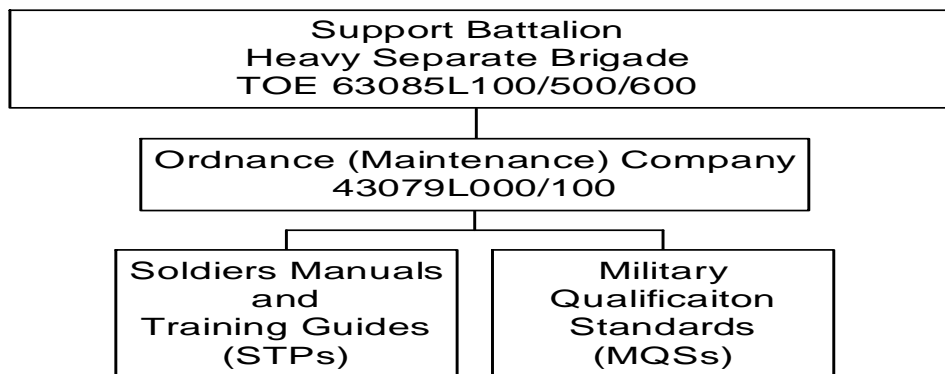 Support Battalion
Heavy Separate Brigade
TOE 63085L100/500/600
Ordnance (Maintenance) Company
43079L000/100
Soldiers Manuals
and
Training Guides
(STPs)
Military
Qualificaiton
Standards
(MQSs)